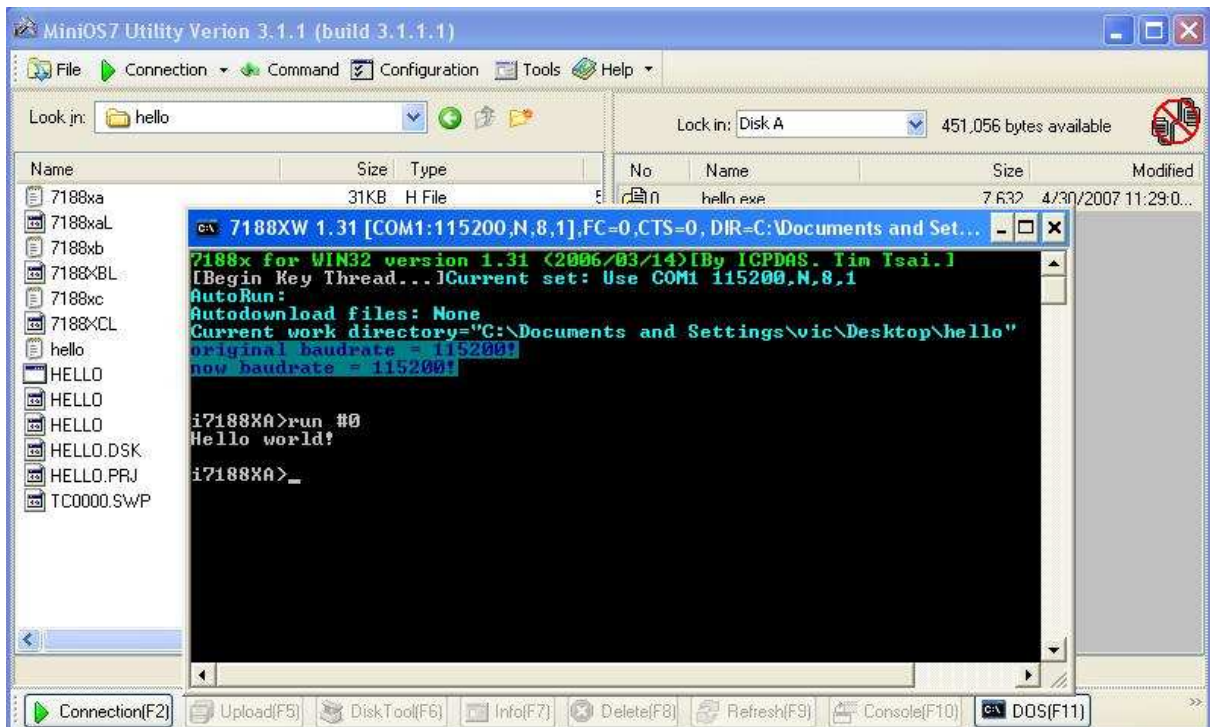 MiniOS7 Utility Verion 3.1.1 (build 3.1.1.1)
File Connection Command Configuration Tools Help
Look in: hello
Lock in: Disk A 451,056 bytes available
Name Size Type
No Name Size Modified
7188xa 31KB H File 5
0 hello.exe 7,632 4/30/2007 11:29:0...
7188xaL
7188xb
7188XBL
7188xc
7188XCL
hello
HELLO
HELLO
HELLO
HELLO.DSK
HELLO.PRJ
TC0000.SWP
7188XW 1.31 [COM1:115200,N,8,1],FC=0,CTS=0, DIR=C:\Documents and Set...
7188x for WIN32 version 1.31 (2006/03/14)[By ICPDAS. Tim Tsai.]
[Begin Key Thread...]Current set: Use COM1 115200,N,8,1
AutoRun:
Autodownload files: None
Current work directory="C:\Documents and Settings\vic\Desktop\hello"
original baudrate = 115200!
now baudrate = 115200!
i7188XA>run #0
Hello world!
i7188XA>_
Connection(F2) Upload(F5) DiskTool(F6) Info(F7) Delete(F8) Refresh(F9) Console(F10) DOS(F11) »